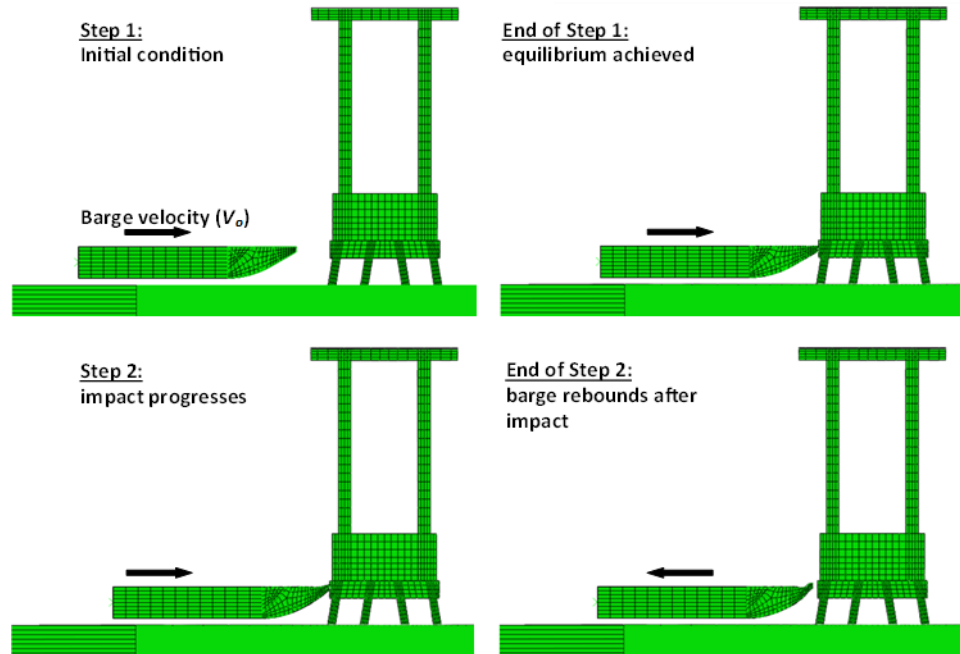 Step 1:
Initial condition
Barge velocity (Vo)
End of Step 1:
equilibrium achieved
Step 2:
impact progresses
End of Step 2:
barge rebounds after
impact